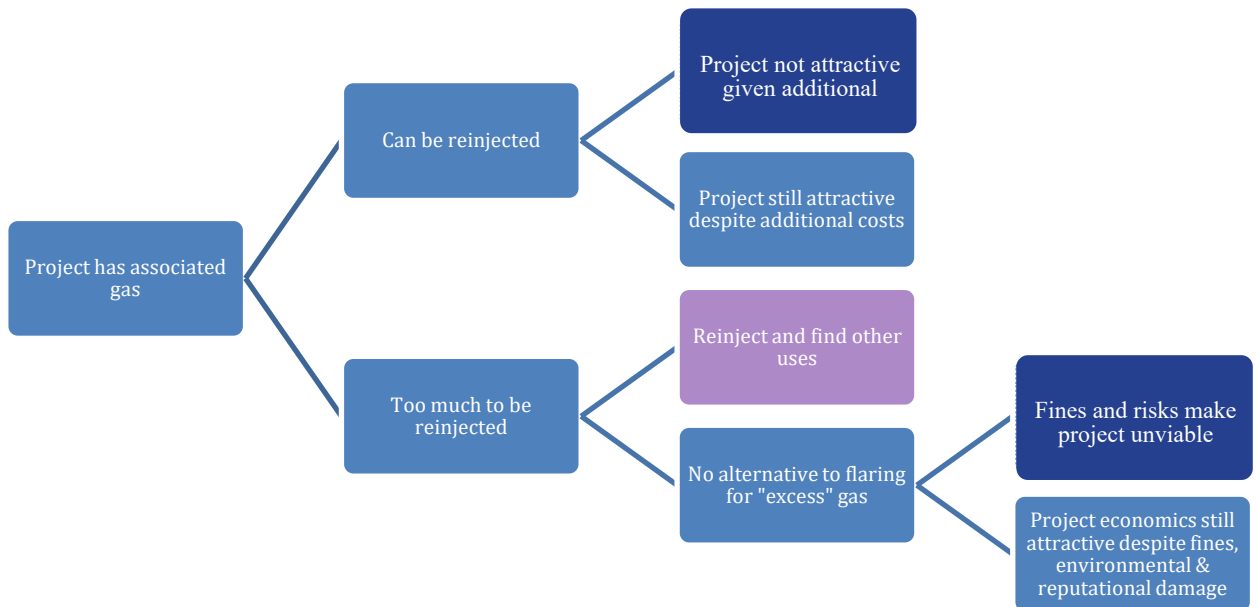 Project has associated
gas
Can be reinjected
Project not attractive
given additional
Project still attractive
despite additional costs
Too much to be
reinjected
Reinject and find other
uses
No alternative to flaring
for "excess" gas
Fines and risks make
project unviable
Project economics still
attractive despite fines,
environmental &
reputational damage